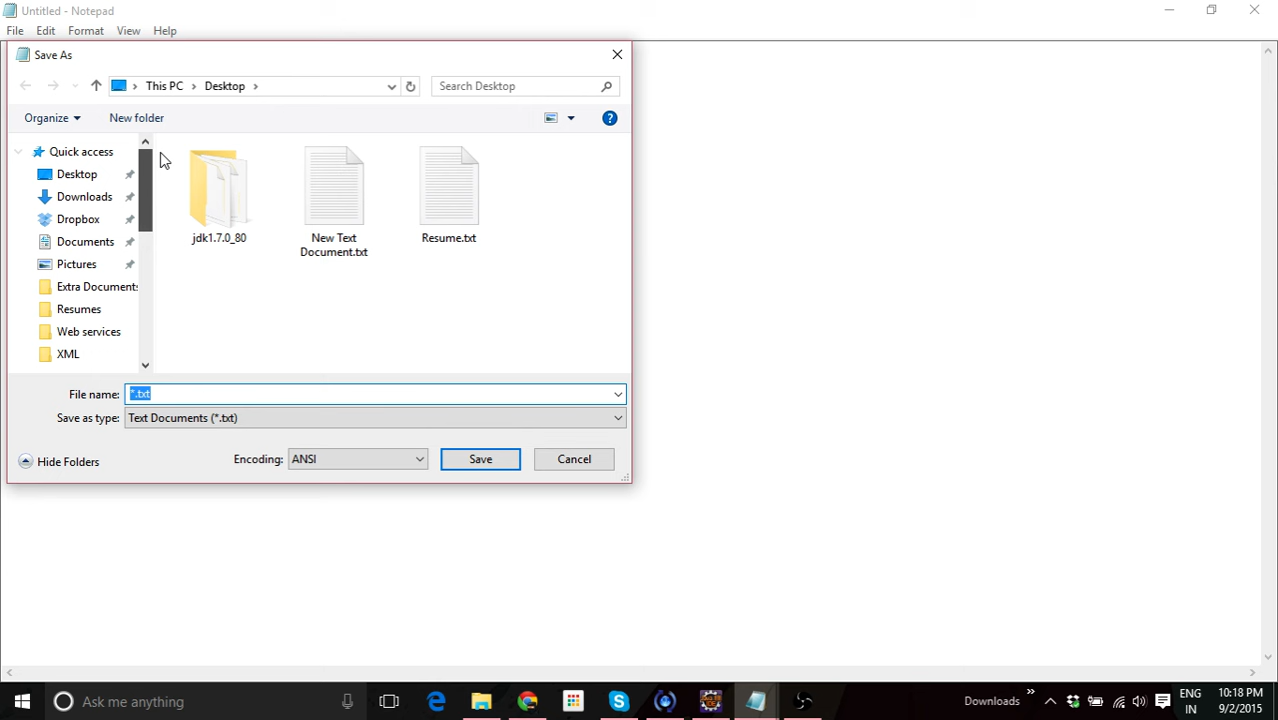 Untitled - Notepad
File Edit Format View Help
Save As
This PC Desktop
Search Desktop
Organize New folder
Quick access
Desktop
Downloads
Dropbox
Documents
Pictures
Extra Documents
Resumes
Web services
XML
jdk1.7.0_80
New Text
Document.txt
Resume.txt
File name: *.txt
Save as type: Text Documents (*.txt)
Hide Folders
Encoding: ANSI
Save
Cancel
Ask me anything
Downloads
ENG
IN
10:18 PM
9/2/2015